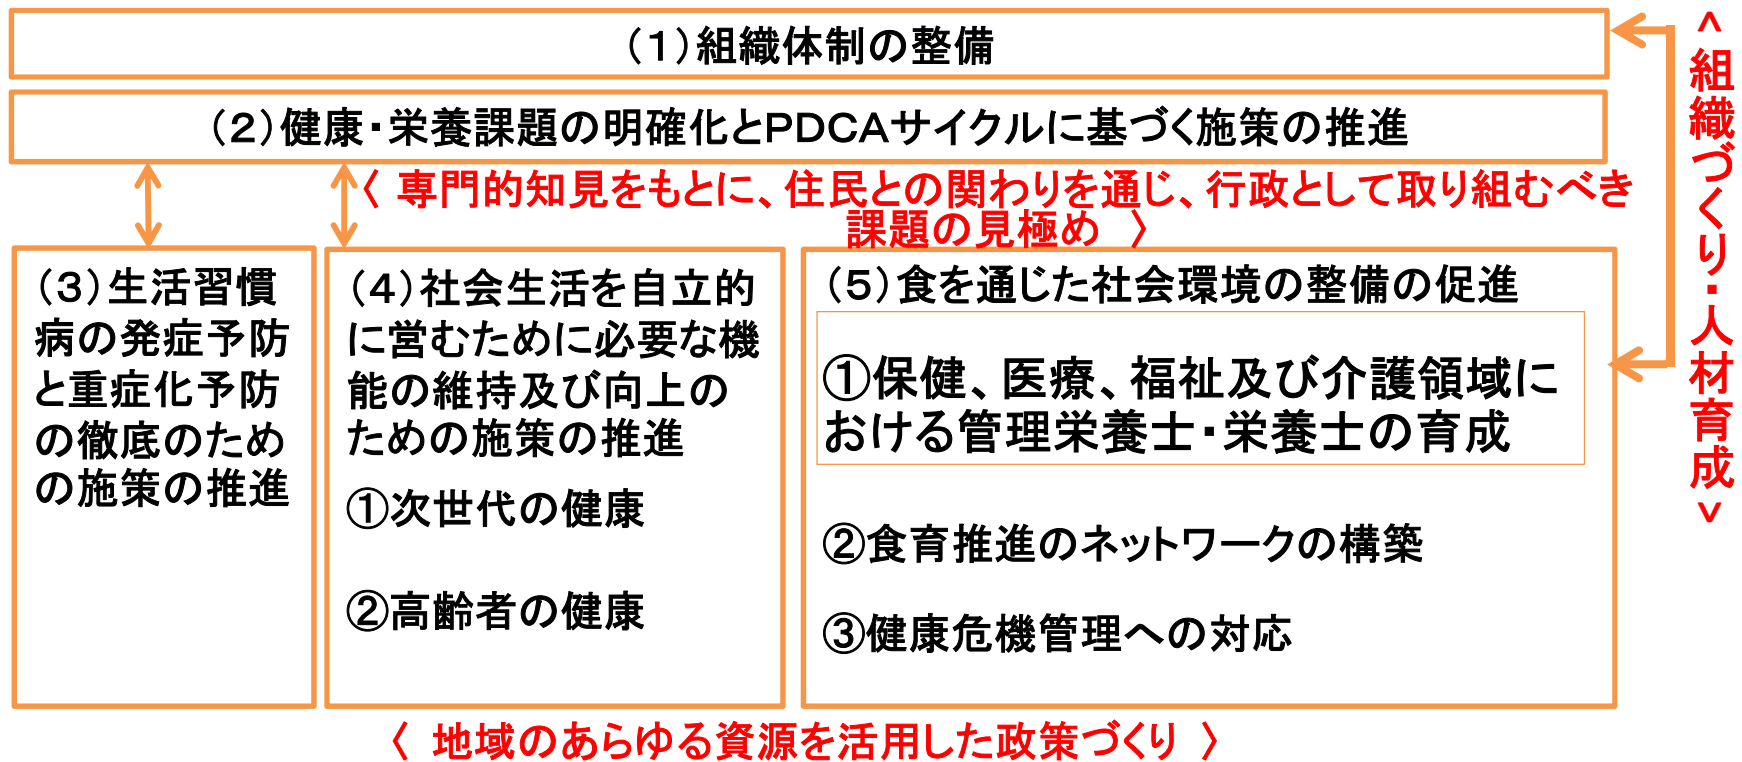 （１）組織体制の整備
（２）健康・栄養課題の明確化とＰＤＣＡサイクルに基づく施策の推進
〈 専門的知見をもとに、住民との関わりを通じ、行政として取り組むべき
課題の見極め 〉
（３）生活習慣
病の発症予防
と重症化予防
の徹底のため
の施策の推進
（４）社会生活を自立的
に営むために必要な機
能の維持及び向上の
ための施策の推進
①次世代の健康
②高齢者の健康
（５）食を通じた社会環境の整備の促進
①保健、医療、福祉及び介護領域に
おける管理栄養士・栄養士の育成
②食育推進のネットワークの構築
③健康危機管理への対応
＜組織づくり・人材育成＞
〈 地域のあらゆる資源を活用した政策づくり 〉